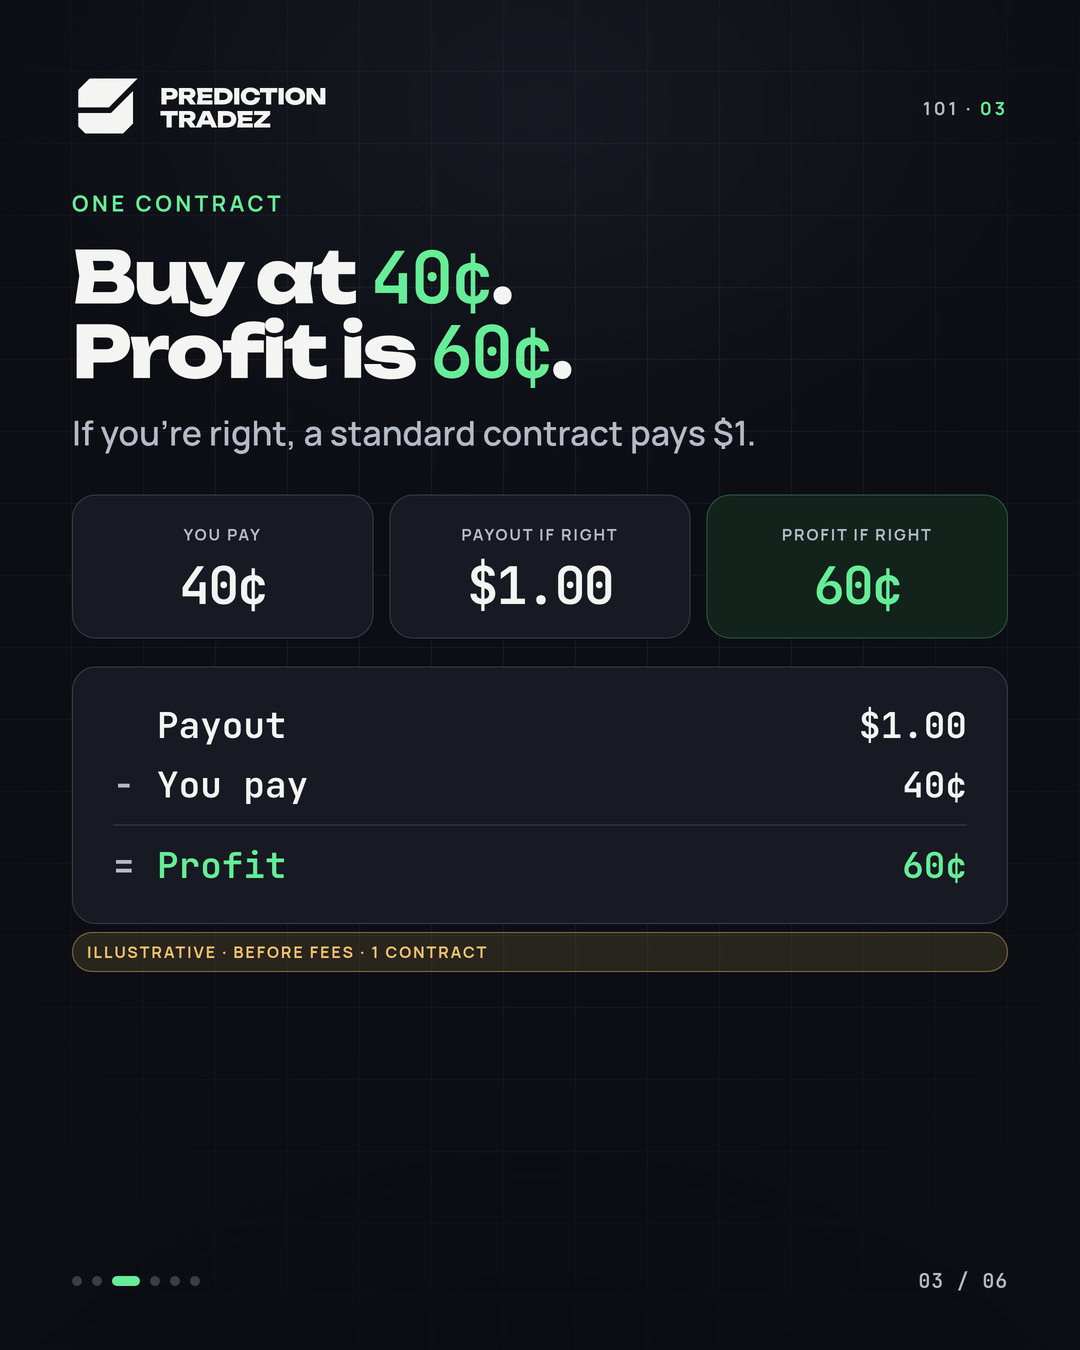 PREDICTION
TRADEZ
101 · 03
ONE CONTRACT
Buy at 40¢.
Profit is 60¢.
If you’re right, a standard contract pays $1.
YOU PAY
40¢
PAYOUT IF RIGHT
$1.00
PROFIT IF RIGHT
60¢
Payout $1.00
- You pay 40¢
= Profit 60¢
ILLUSTRATIVE · BEFORE FEES · 1 CONTRACT
03 / 06